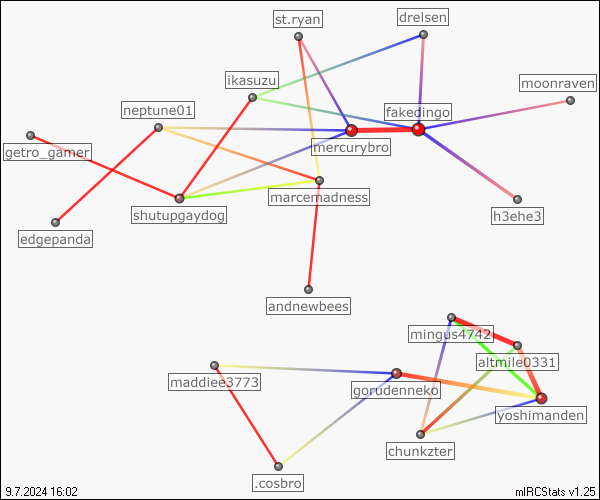 st.ryan
drelsen
ikasuzu
moonraven
neptune01
fakedingo
getro_gamer
mercurybro
marcemadness
shutupgaydog
h3ehe3
edgepanda
andnewbees
mingus4742
altmile0331
maddiee3773
gorudenneko
yoshimanden
chunkzter
.cosbro
9.7.2024 16:02
mIRCStats v1.25